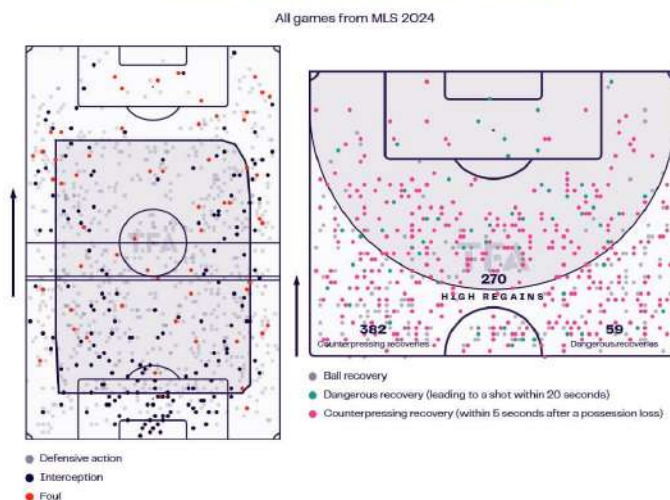 All games from MLS 2024
TFA
Defensive action
Interception
Foul
TFA
270
HIGH REGAINS
382
Counterpressing recoveries
59
Dangerous recoveries
Ball recovery
Dangerous recovery (leading to a shot within 20 seconds)
Counterpressing recovery (within 5 seconds after a possession loss)